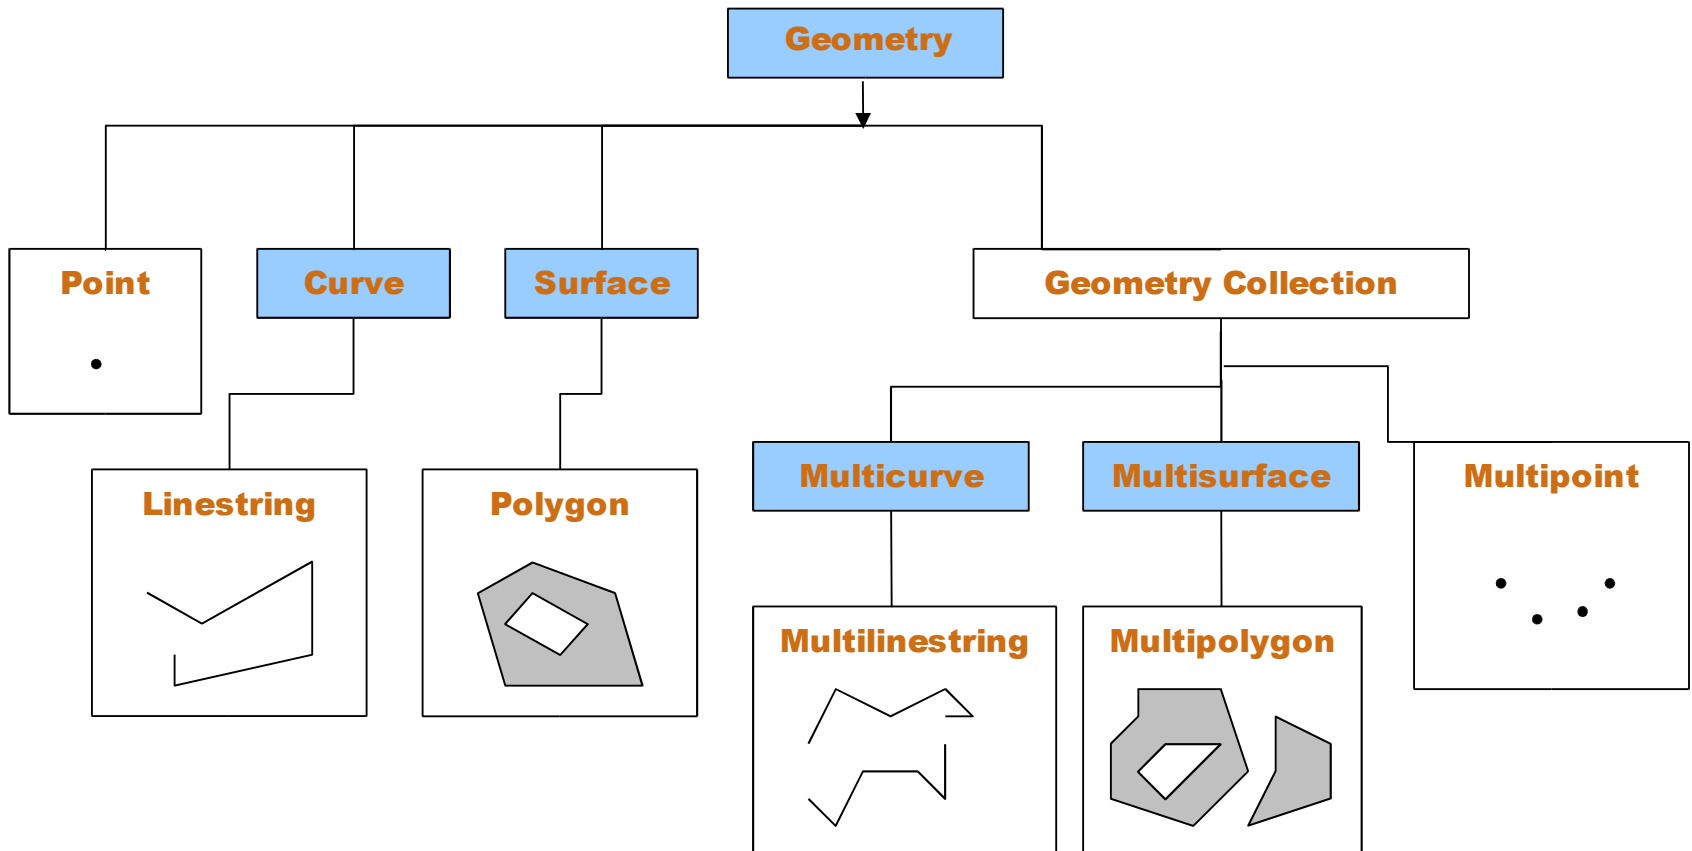 Geometry
Point
Curve
Surface
Geometry Collection
Linestring
Polygon
Multicurve
Multisurface
Multipoint
Multilinestring
Multipolygon